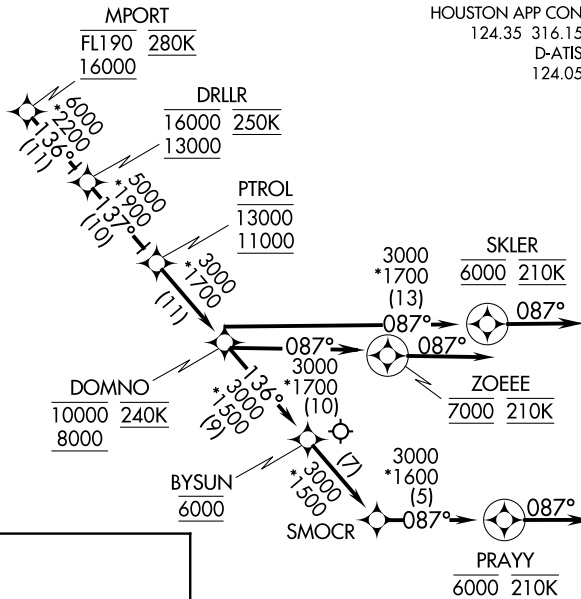 MPORT
FL190 280K
16000
HOUSTON APP CON
124.35 316.15
D-ATIS
124.05
6000
*2200
136°
(11)
DRLLR
16000 250K
13000
5000
*1900
137°
(10)
PTROL
13000
11000
3000
*1700
(11)
3000
*1700
(13)
087°
SKLER
6000 210K
087°
087°
3000
*1700
(10)
087°
ZOEEE
7000 210K
DOMNO
10000 240K
8000
136°
3000
*1500
(9)
BYSUN
6000
(7)
3000
*1500
SMOCR
3000
*1600
(5)
087°
087°
PRAYY
6000 210K